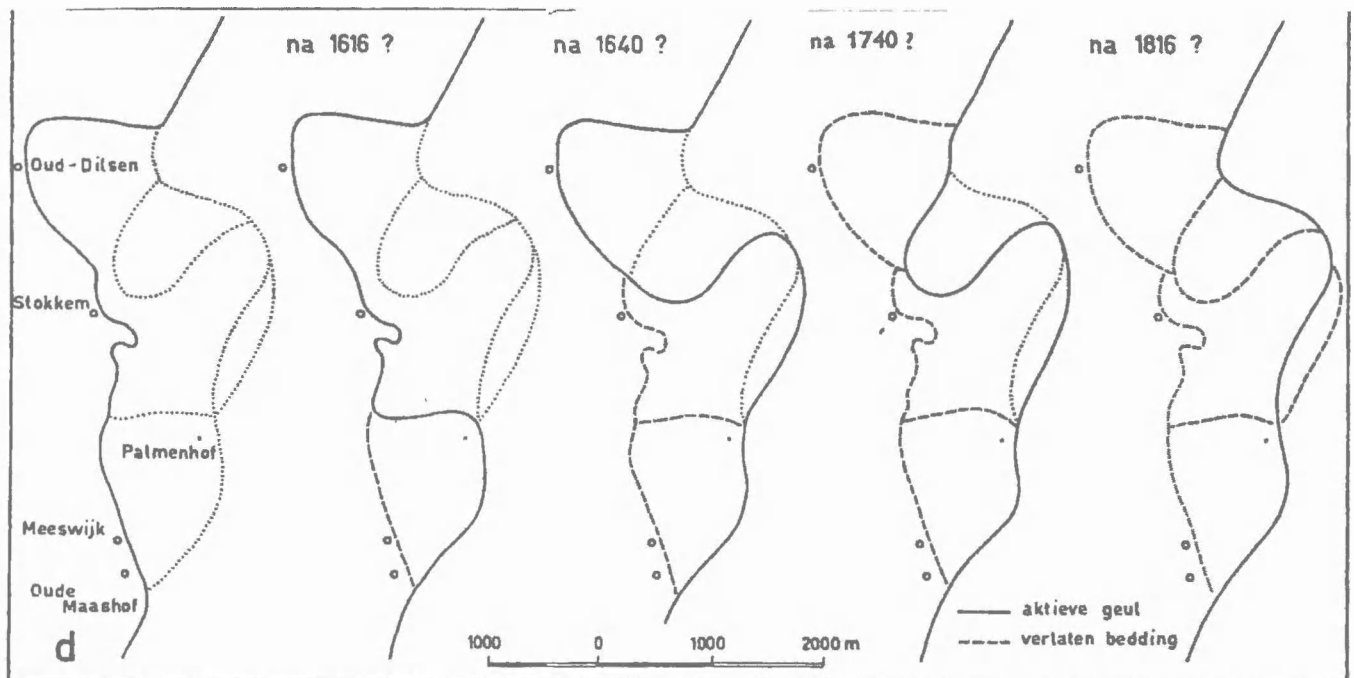 na 1616 ?
na 1640 ?
na 1740 ?
na 1816 ?
Oud-Dilsen
Stokkem
Palmenhof
Meeswijk
Oude
Maashof
d
1000 0 1000 2000 m
aktieve geul
verlaten bedding